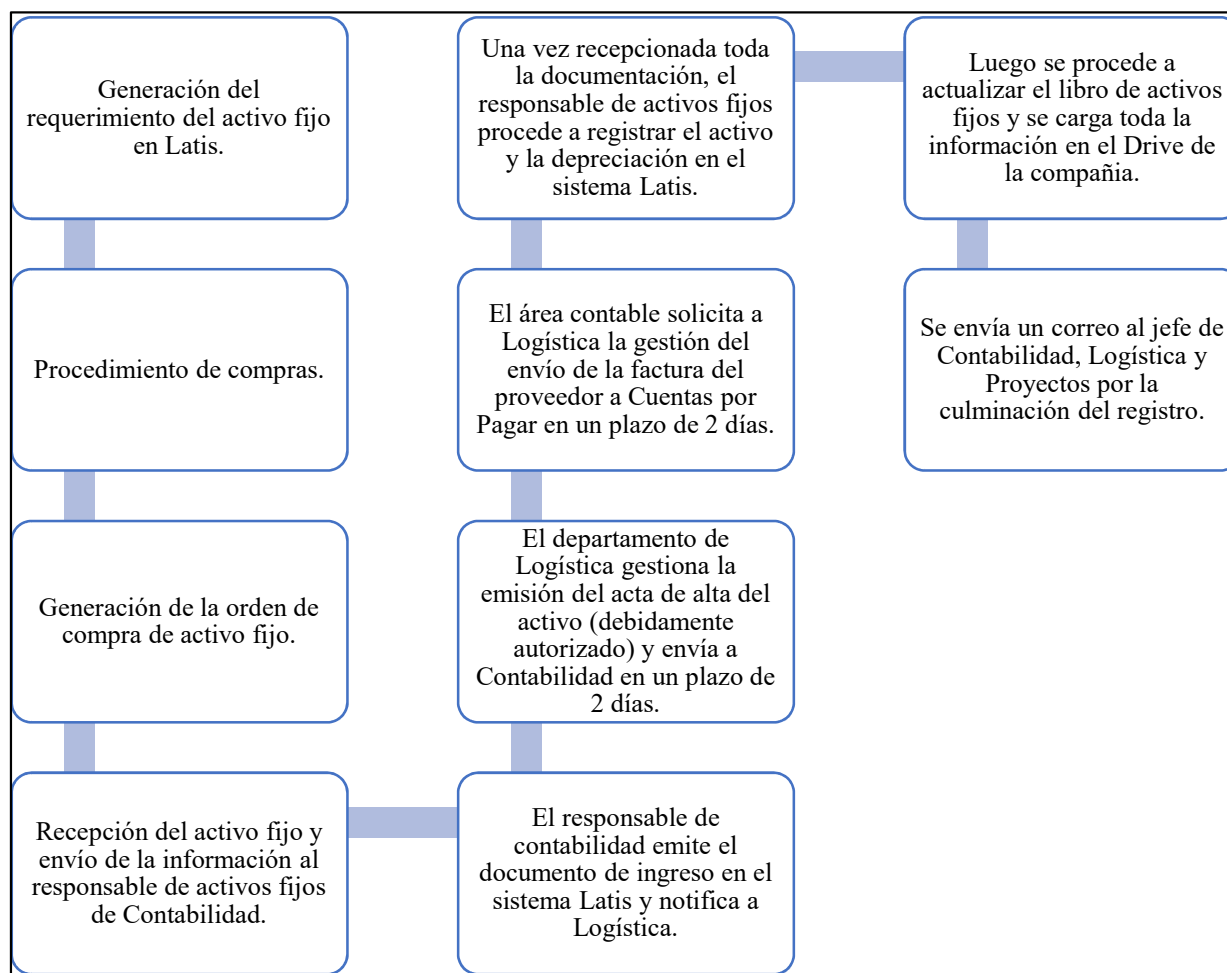 Generación del
requerimiento del activo fijo
en Latis.
Procedimiento de compras.
Generación de la orden de
compra de activo fijo.
Recepción del activo fijo y
envío de la información al
responsable de activos fijos
de Contabilidad.
El responsable de
contabilidad emite el
documento de ingreso en el
sistema Latis y notifica a
Logística.
El departamento de
Logística gestiona la
emisión del acta de alta del
activo (debidamente
autorizado) y envía a
Contabilidad en un plazo de
2 días.
El área contable solicita a
Logística la gestión del
envío de la factura del
proveedor a Cuentas por
Pagar en un plazo de 2 días.
Una vez recepcionada toda
la documentación, el
responsable de activos fijos
procede a registrar el activo
y la depreciación en el
sistema Latis.
Luego se procede a
actualizar el libro de activos
fijos y se carga toda la
información en el Drive de
la compañia.
Se envía un correo al jefe de
Contabilidad, Logística y
Proyectos por la
culminación del registro.